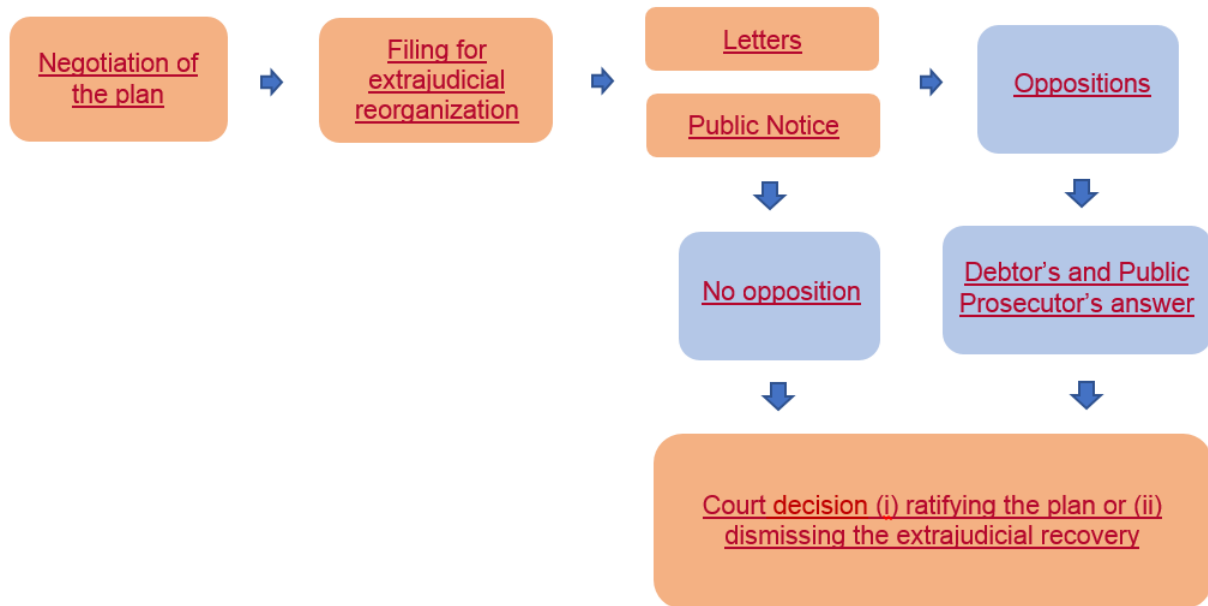 Negotiation of
the plan
Filing for
extrajudicial
reorganization
Letters
Public Notice
Oppositions
No opposition
Debtor’s and Public
Prosecutor’s answer
Court decision (i) ratifying the plan or (ii)
dismissing the extrajudicial recovery